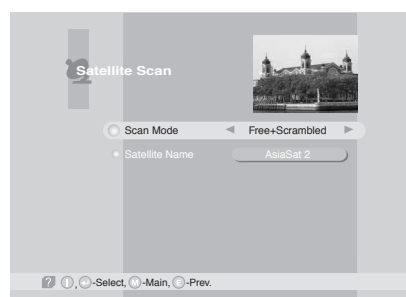 Satellite Scan
Scan Mode ◀ Free+Scrambled ▶
Satellite Name AsiaSat 2
? I, ↵-Select, M-Main, E-Prev.